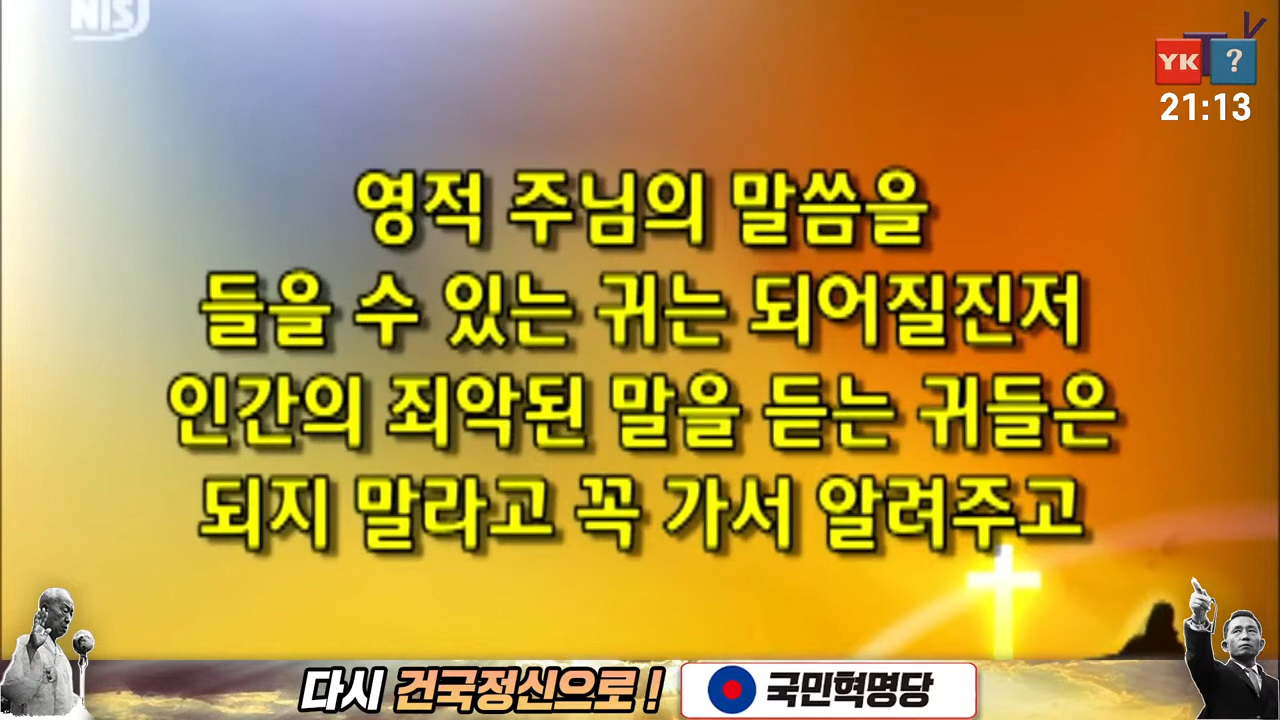 NIS
YK TV ?
21:13
영적 주님의 말씀을
들을 수 있는 귀는 되어질진저
인간의 죄악된 말을 듣는 귀들은
되지 말라고 꼭 가서 알려주고
다시 건국정신으로 !
국민혁명당